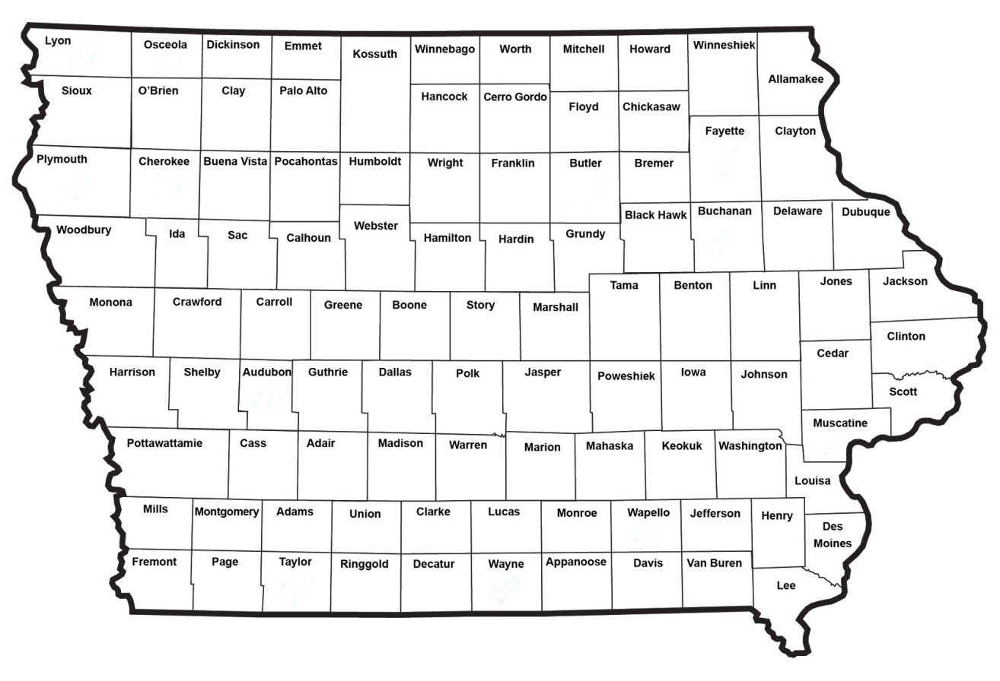 Lyon
Osceola
Dickinson
Emmet
Kossuth
Winnebago
Worth
Mitchell
Howard
Winneshiek
Allamakee
Sioux
O'Brien
Clay
Palo Alto
Hancock
Cerro Gordo
Floyd
Chickasaw
Fayette
Clayton
Plymouth
Cherokee
Buena Vista
Pocahontas
Humboldt
Wright
Franklin
Butler
Bremer
Woodbury
Ida
Sac
Calhoun
Webster
Hamilton
Hardin
Grundy
Black Hawk
Buchanan
Delaware
Dubuque
Monona
Crawford
Carroll
Greene
Boone
Story
Marshall
Tama
Benton
Linn
Jones
Jackson
Clinton
Cedar
Harrison
Shelby
Audubon
Guthrie
Dallas
Polk
Jasper
Poweshiek
Iowa
Johnson
Scott
Muscatine
Pottawattamie
Cass
Adair
Madison
Warren
Marion
Mahaska
Keokuk
Washington
Louisa
Mills
Montgomery
Adams
Union
Clarke
Lucas
Monroe
Wapello
Jefferson
Henry
Des
Moines
Fremont
Page
Taylor
Ringgold
Decatur
Wayne
Appanoose
Davis
Van Buren
Lee